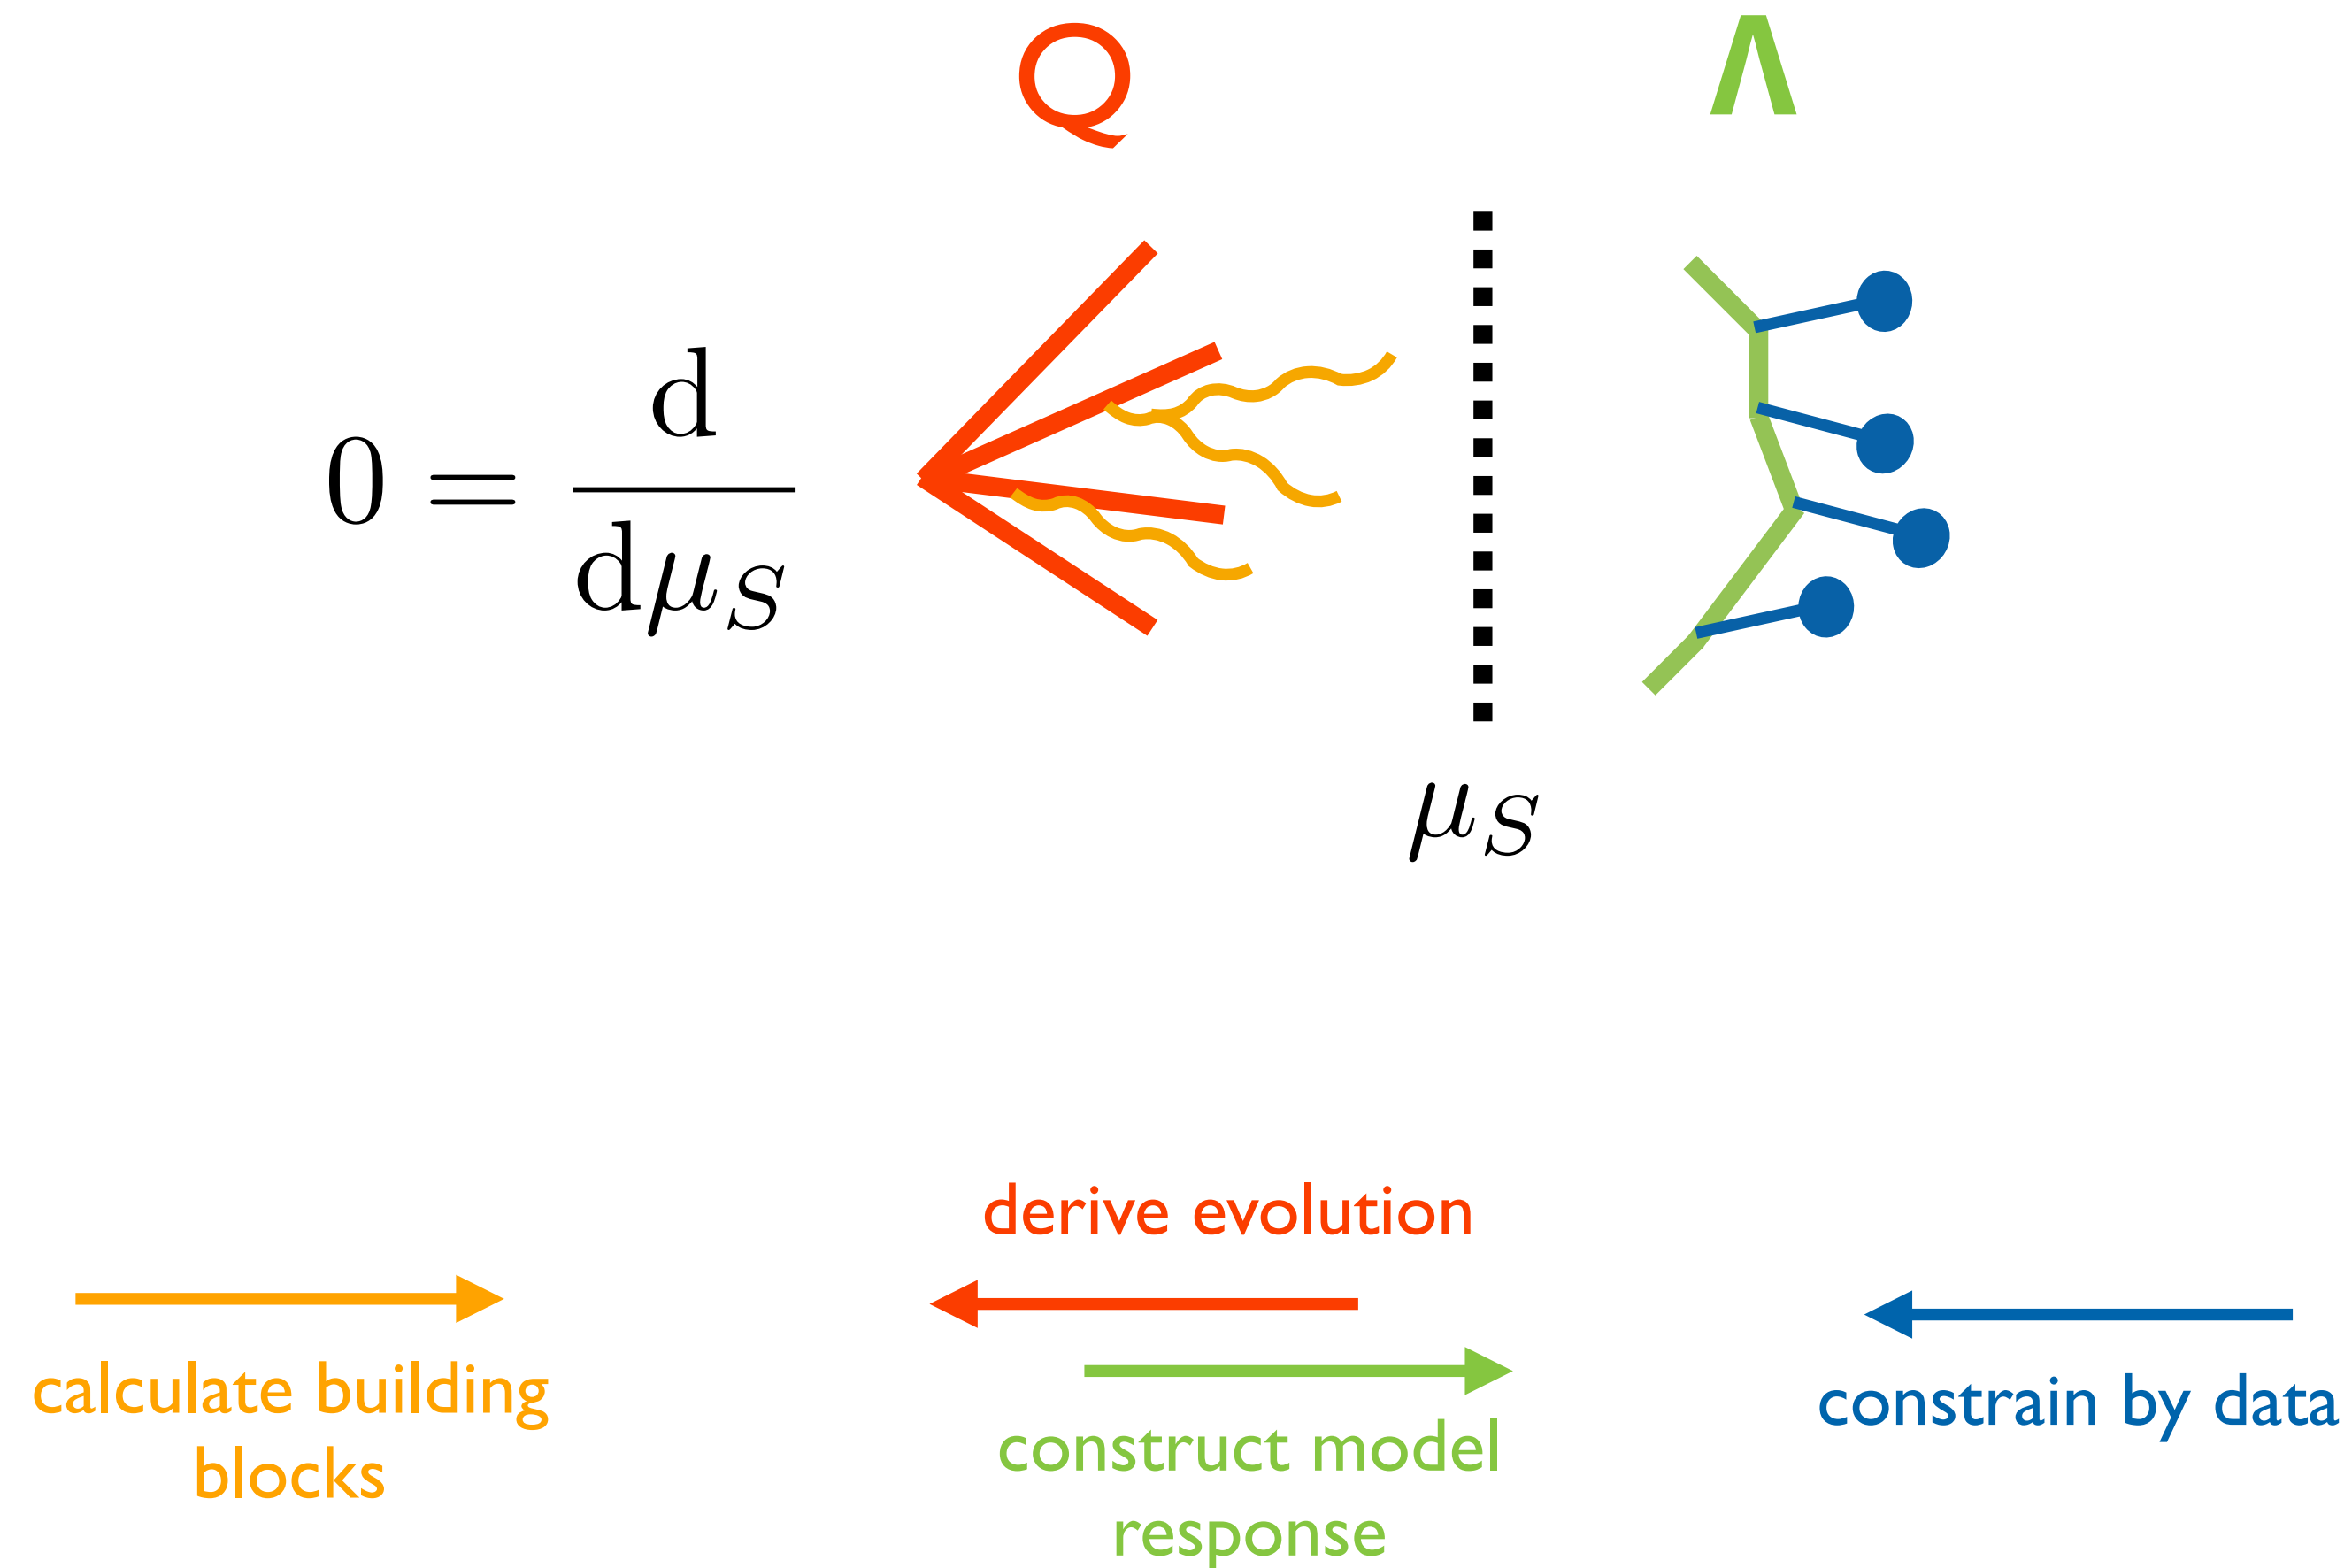 Q Λ
0 = d/dμ_S
μ_S
derive evolution
calculate building
blocks
construct model
response
constrain by data